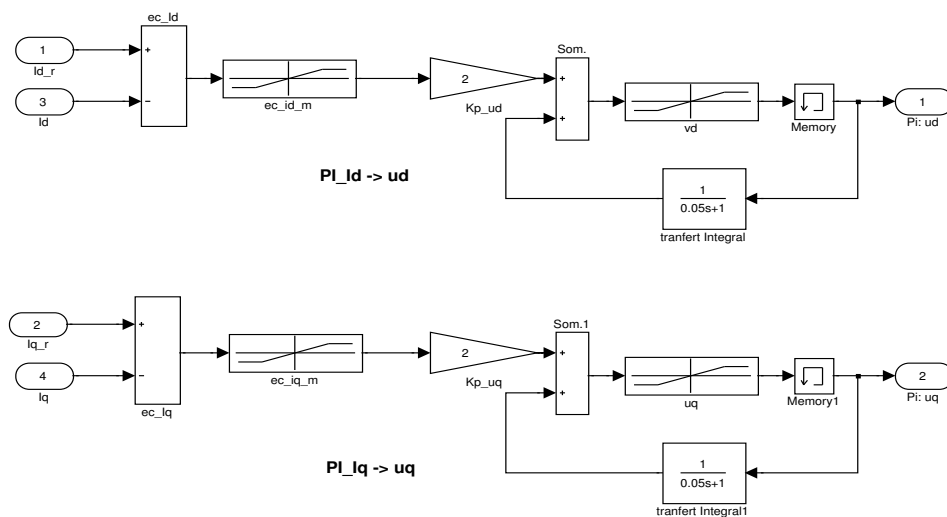 ec_Id
1
Id_r
+
3
Id
−
ec_id_m
2
Kp_ud
Som.
+
+
vd
Memory
1
Pi: ud
PI_Id -> ud
1
0.05s+1
tranfert Integral
2
Iq_r
+
4
Iq
−
ec_Iq
ec_iq_m
2
Kp_uq
Som.1
+
+
uq
Memory1
2
Pi: uq
PI_Iq -> uq
1
0.05s+1
tranfert Integral1